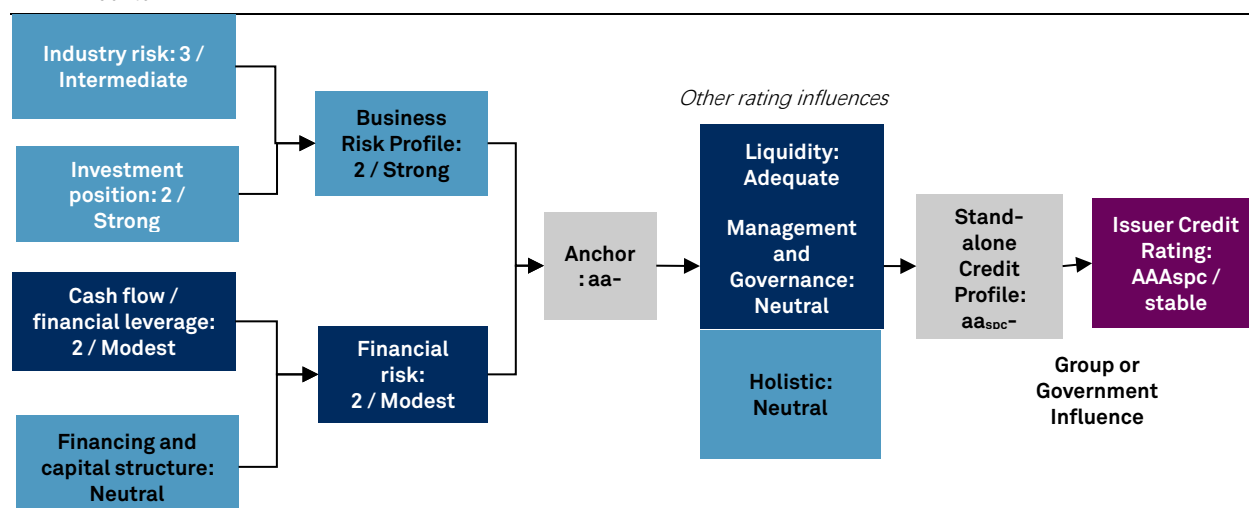 Industry risk: 3 /
Intermediate
Investment
position: 2 /
Strong
Cash flow /
financial leverage:
2 / Modest
Financing and
capital structure:
Neutral
Business
Risk Profile:
2 / Strong
Financial
risk:
2 / Modest
Anchor
: aa-
Other rating influences
Liquidity:
Adequate
Management
and
Governance:
Neutral
Holistic:
Neutral
Stand-
alone
Credit
Profile:
aaspc-
Group or
Government
Influence
Issuer Credit
Rating:
AAAspc /
stable